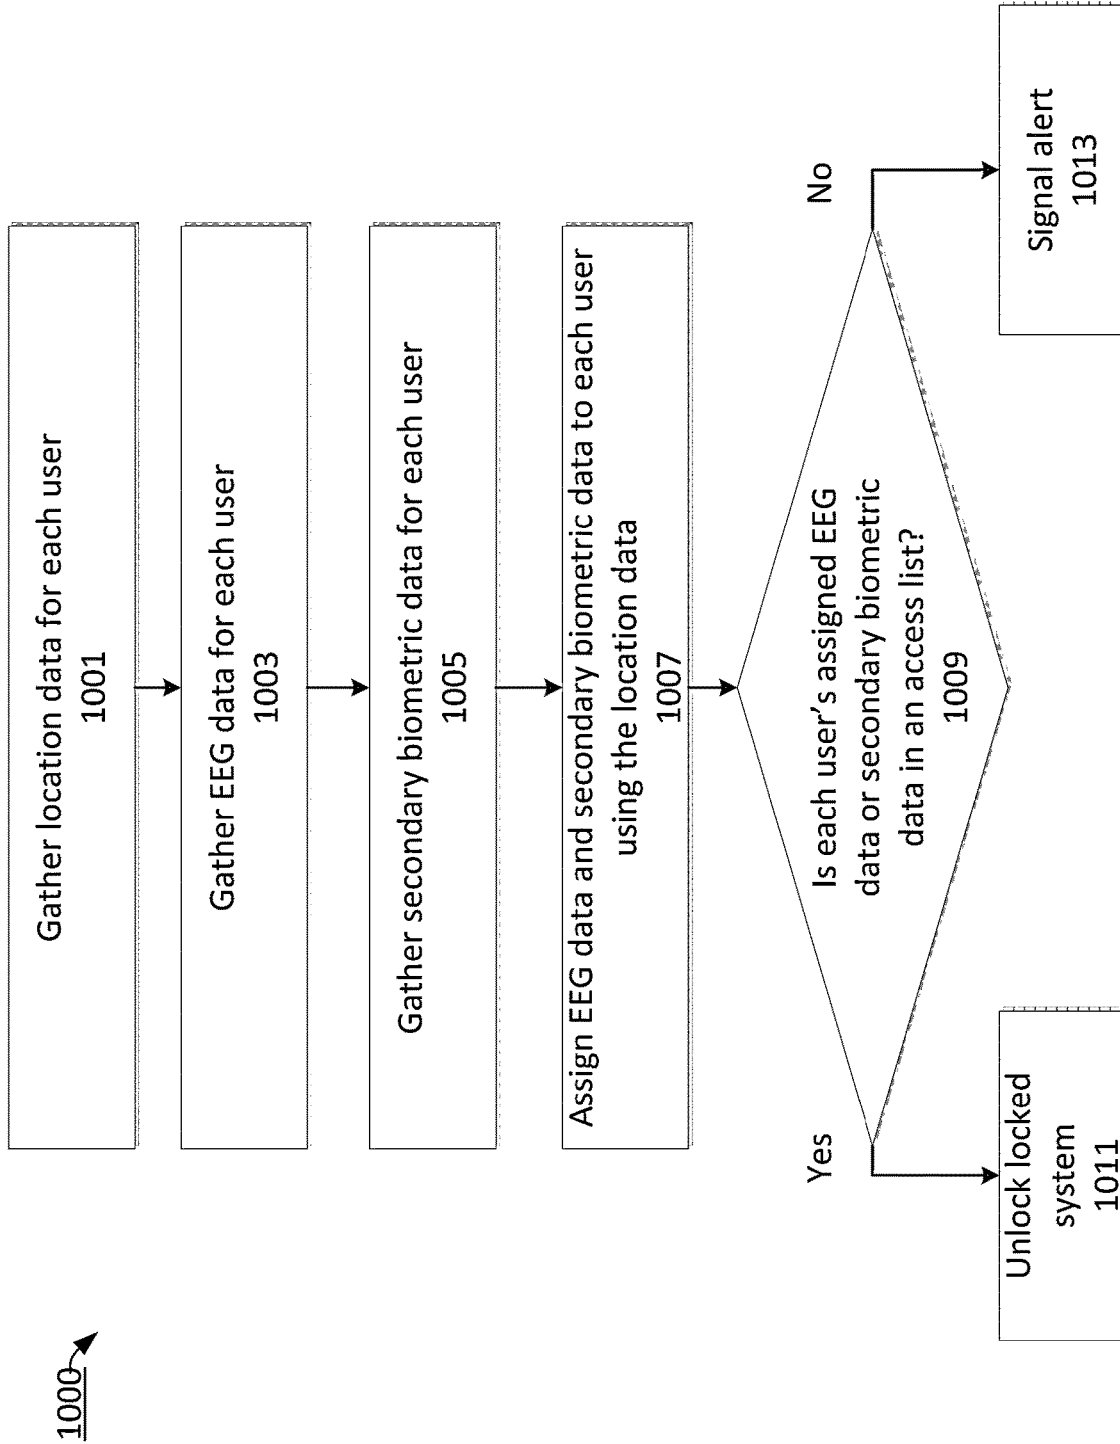 1000
Gather location data for each user
1001
Gather EEG data for each user
1003
Gather secondary biometric data for each user
1005
Assign EEG data and secondary biometric data to each user
using the location data
1007
Is each user's assigned EEG
data or secondary biometric
data in an access list?
1009
Yes
No
Unlock locked
system
1011
Signal alert
1013